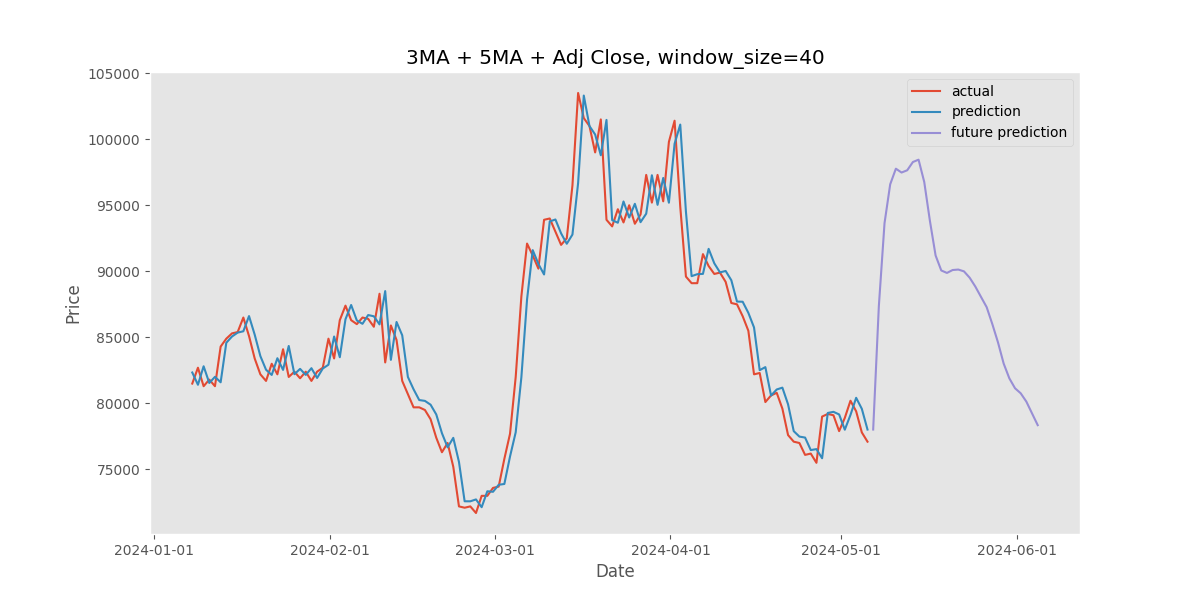 3MA + 5MA + Adj Close, window_size=40
105000
100000
95000
90000
85000
80000
75000
Price
actual
prediction
future prediction
2024-01-01
2024-02-01
2024-03-01
2024-04-01
2024-05-01
2024-06-01
Date